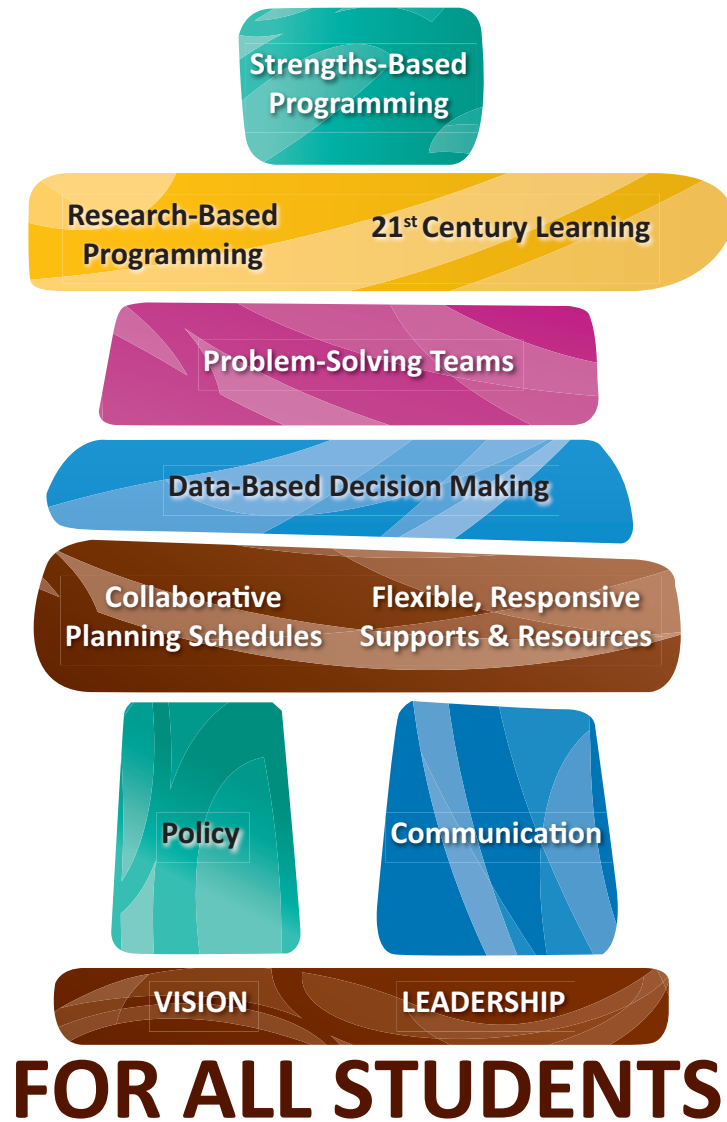 Strengths-Based
Programming
Research-Based
Programming
21st Century Learning
Problem-Solving Teams
Data-Based Decision Making
Collaborative
Planning Schedules
Flexible, Responsive
Supports & Resources
Policy
Communication
VISION
LEADERSHIP
FOR ALL STUDENTS